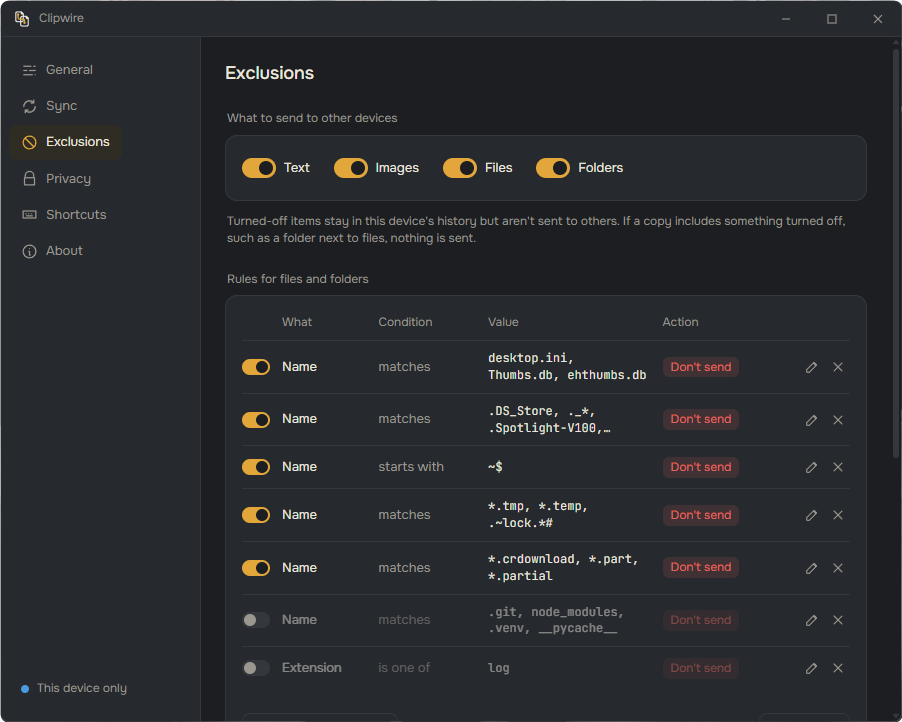 Clipwire
General
Sync
Exclusions
Privacy
Shortcuts
About
This device only
Exclusions
What to send to other devices
Text Images Files Folders
Turned-off items stay in this device's history but aren't sent to others. If a copy includes something turned off,
such as a folder next to files, nothing is sent.
Rules for files and folders
What Condition Value Action
Name matches desktop.ini, Don't send
Thumbs.db, ehthumbs.db
Name matches .DS_Store, ._*, Don't send
.Spotlight-V100,…
Name starts with ~$ Don't send
Name matches *.tmp, *.temp, Don't send
.~lock.*#
Name matches *.crdownload, *.part, Don't send
*.partial
Name matches .git, node_modules, Don't send
.venv, __pycache__
Extension is one of log Don't send